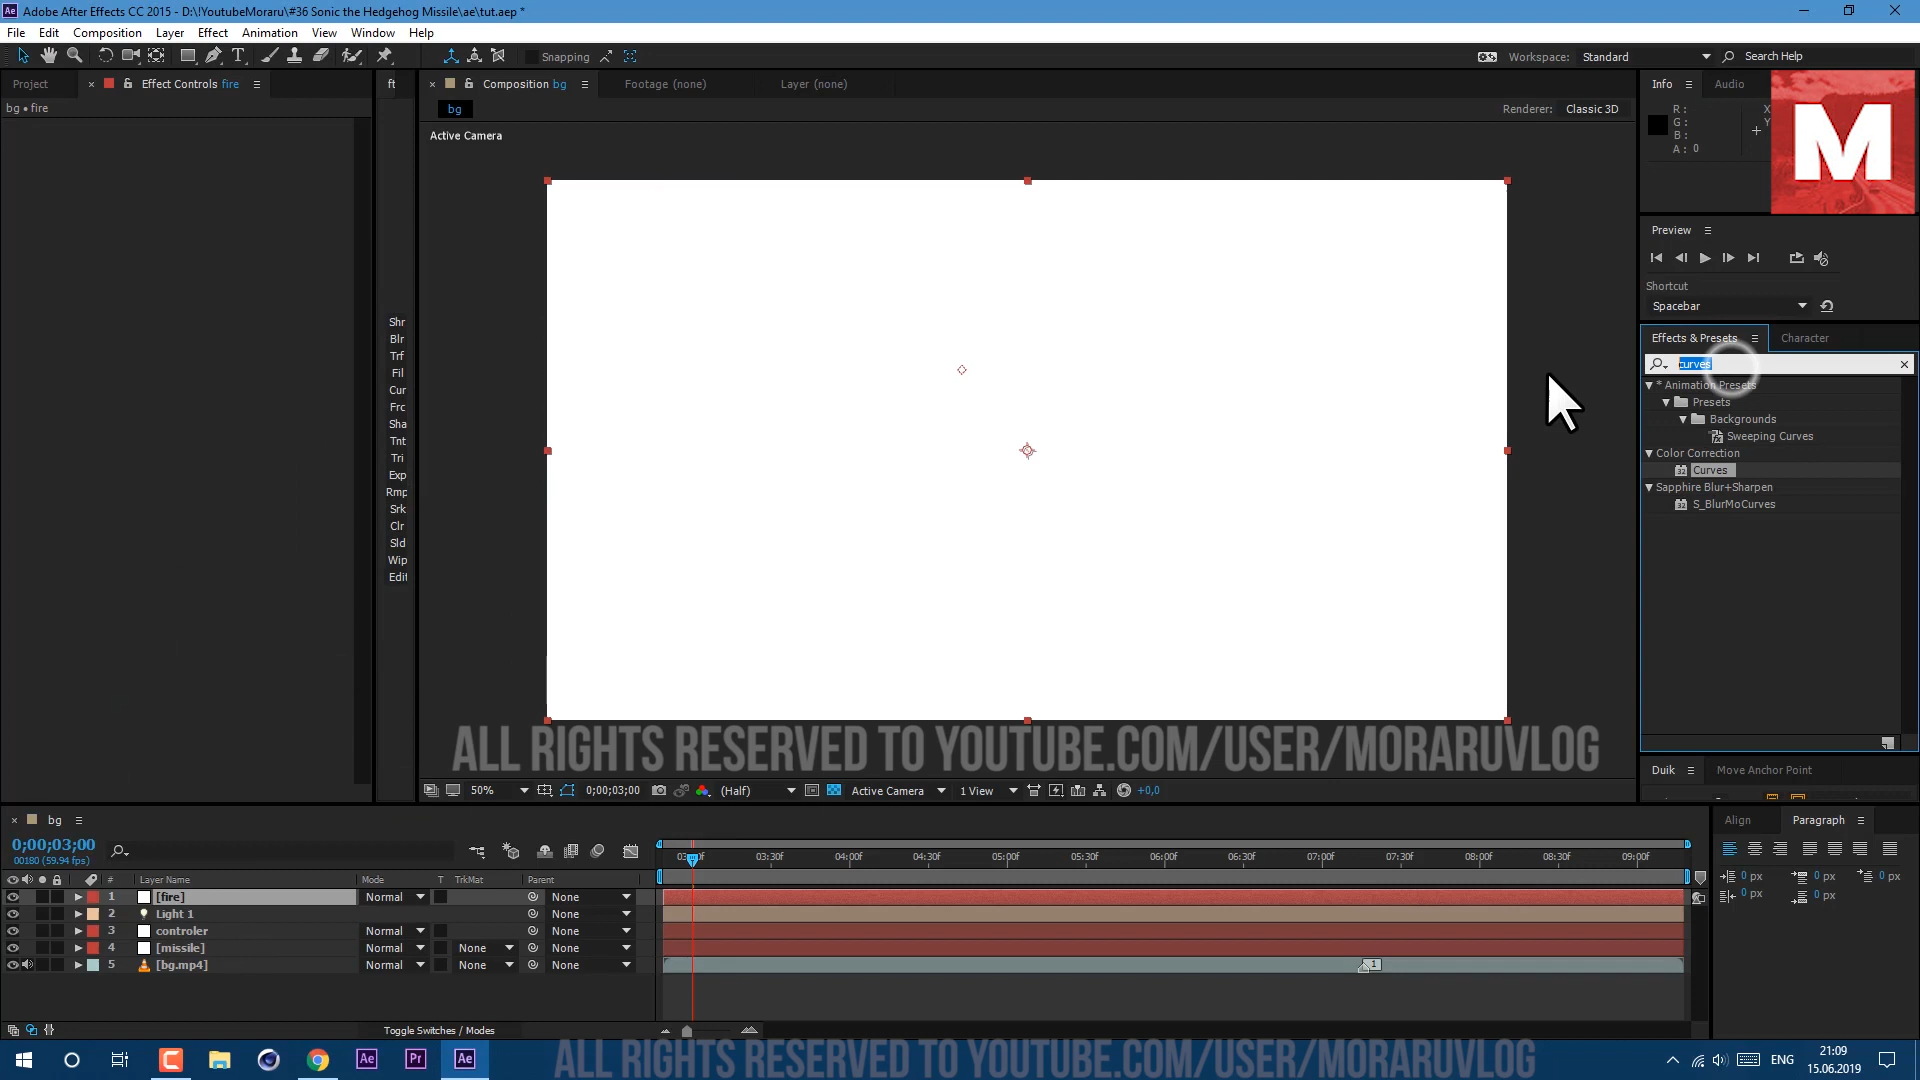 Adobe After Effects CC 2015 - D:\!YoutubeMoraru\#36 Sonic the Hedgehog Missile\ae\tut.aep *
File Edit Composition Layer Effect Animation View Window Help
Snapping Workspace: Standard Search Help
Project Effect Controls fire Composition bg Footage (none) Layer (none) Info Audio
bg • fire
bg
Renderer: Classic 3D
R :
G :
B :
A : 0
X
Y
M
Active Camera
Preview
Shortcut
Spacebar
Effects & Presets Character
curves
* Animation Presets
Presets
Backgrounds
Sweeping Curves
Color Correction
Curves
Sapphire Blur+Sharpen
S_BlurMoCurves
Shr
Blr
Trf
Fil
Cur
Frc
Sha
Tnt
Tri
Exp
Rmp
Srk
Clr
Sld
Wip
Edit
ALL RIGHTS RESERVED TO YOUTUBE.COM/USER/MORARUVLOG
50% 0;00;03;00 (Half) Active Camera 1 View +0,0
Duik Move Anchor Point
bg
0;00;03;00
00180 (59.94 fps)
03:30f 04:00f 04:30f 05:00f 05:30f 06:00f 06:30f 07:00f 07:30f 08:00f 08:30f 09:00f
# Layer Name Mode T TrkMat Parent
1 [fire] Normal None
2 Light 1 None
3 controler Normal None
4 [missile] Normal None None
5 [bg.mp4] Normal None None
1
Toggle Switches / Modes
Align Paragraph
0 px 0 px 0 px
0 px 0 px
Ae Pr Ae
ALL RIGHTS RESERVED TO YOUTUBE.COM/USER/MORARUVLOG
ENG
21:09
15.06.2019